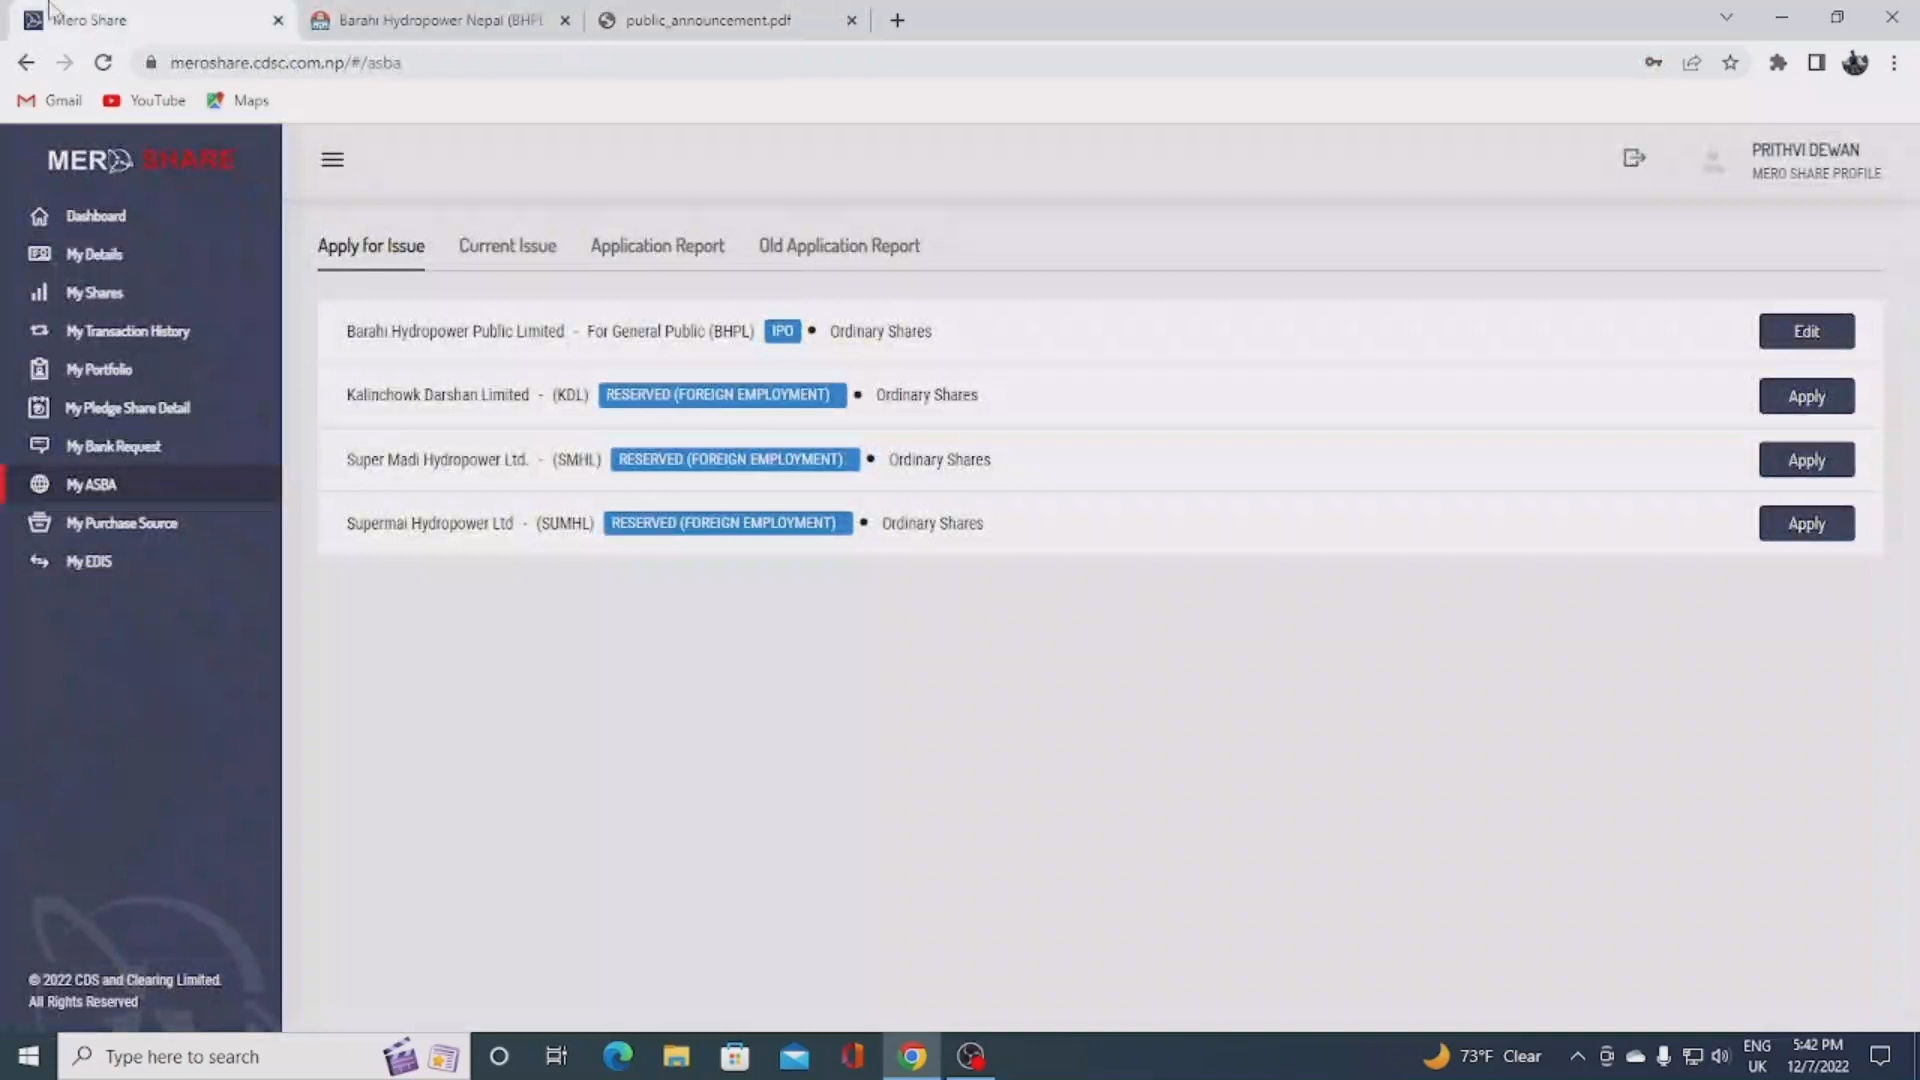 Mero Share
Barahi Hydropower Nepal (BHPL
public_announcement.pdf
meroshare.cdsc.com.np/#/asba
Gmail YouTube Maps
MERO SHARE
PRITHVI DEWAN
MERO SHARE PROFILE
Dashboard
My Details
My Shares
My Transaction History
My Portfolio
My Pledge Share Detail
My Bank Request
My ASBA
My Purchase Source
My EDIS
© 2022 CDS and Clearing Limited.
All Rights Reserved
Apply for Issue Current Issue Application Report Old Application Report
Barahi Hydropower Public Limited - For General Public (BHPL) IPO • Ordinary Shares Edit
Kalinchowk Darshan Limited - (KDL) RESERVED (FOREIGN EMPLOYMENT) • Ordinary Shares Apply
Super Madi Hydropower Ltd. - (SMHL) RESERVED (FOREIGN EMPLOYMENT) • Ordinary Shares Apply
Supermai Hydropower Ltd - (SUMHL) RESERVED (FOREIGN EMPLOYMENT) • Ordinary Shares Apply
Type here to search
73°F Clear
ENG
UK
5:42 PM
12/7/2022